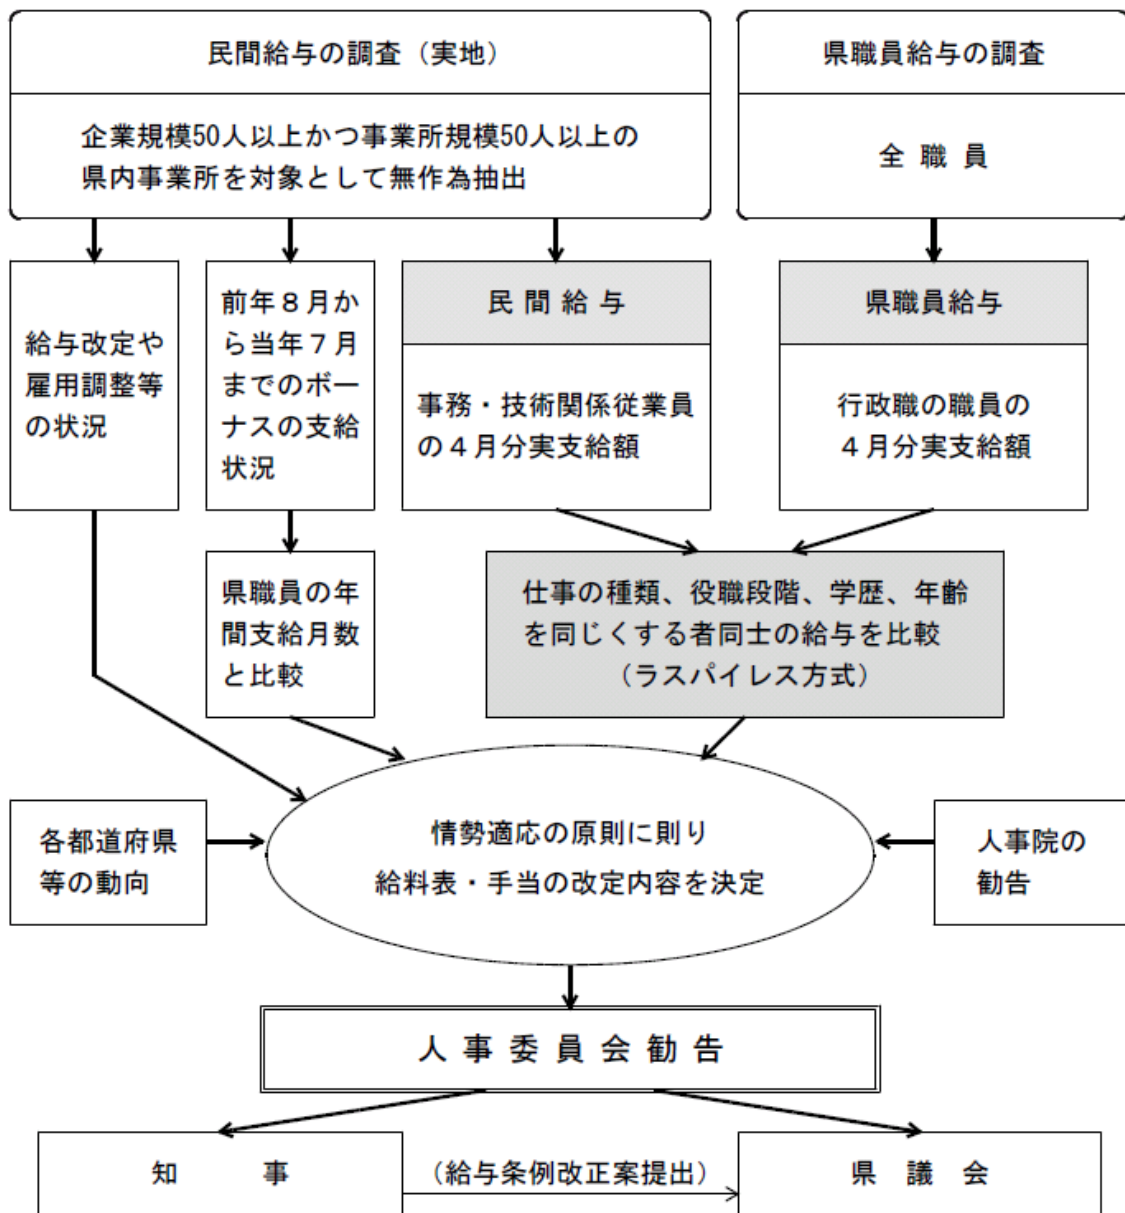 民間給与の調査（実地）
企業規模50人以上かつ事業所規模50人以上の
県内事業所を対象として無作為抽出
県職員給与の調査
全職員
給与改定や
雇用調整等
の状況
前年８月か
ら当年７月
までのボー
ナスの支給
状況
民間給与
事務・技術関係従業員
の４月分実支給額
県職員給与
行政職の職員の
４月分実支給額
県職員の年
間支給月数
と比較
仕事の種類、役職段階、学歴、年齢
を同じくする者同士の給与を比較
（ラスパイレス方式）
各都道府県
等の動向
情勢適応の原則に則り
給料表・手当の改定内容を決定
人事院の
勧告
人事委員会勧告
知事
（給与条例改正案提出）
県議会